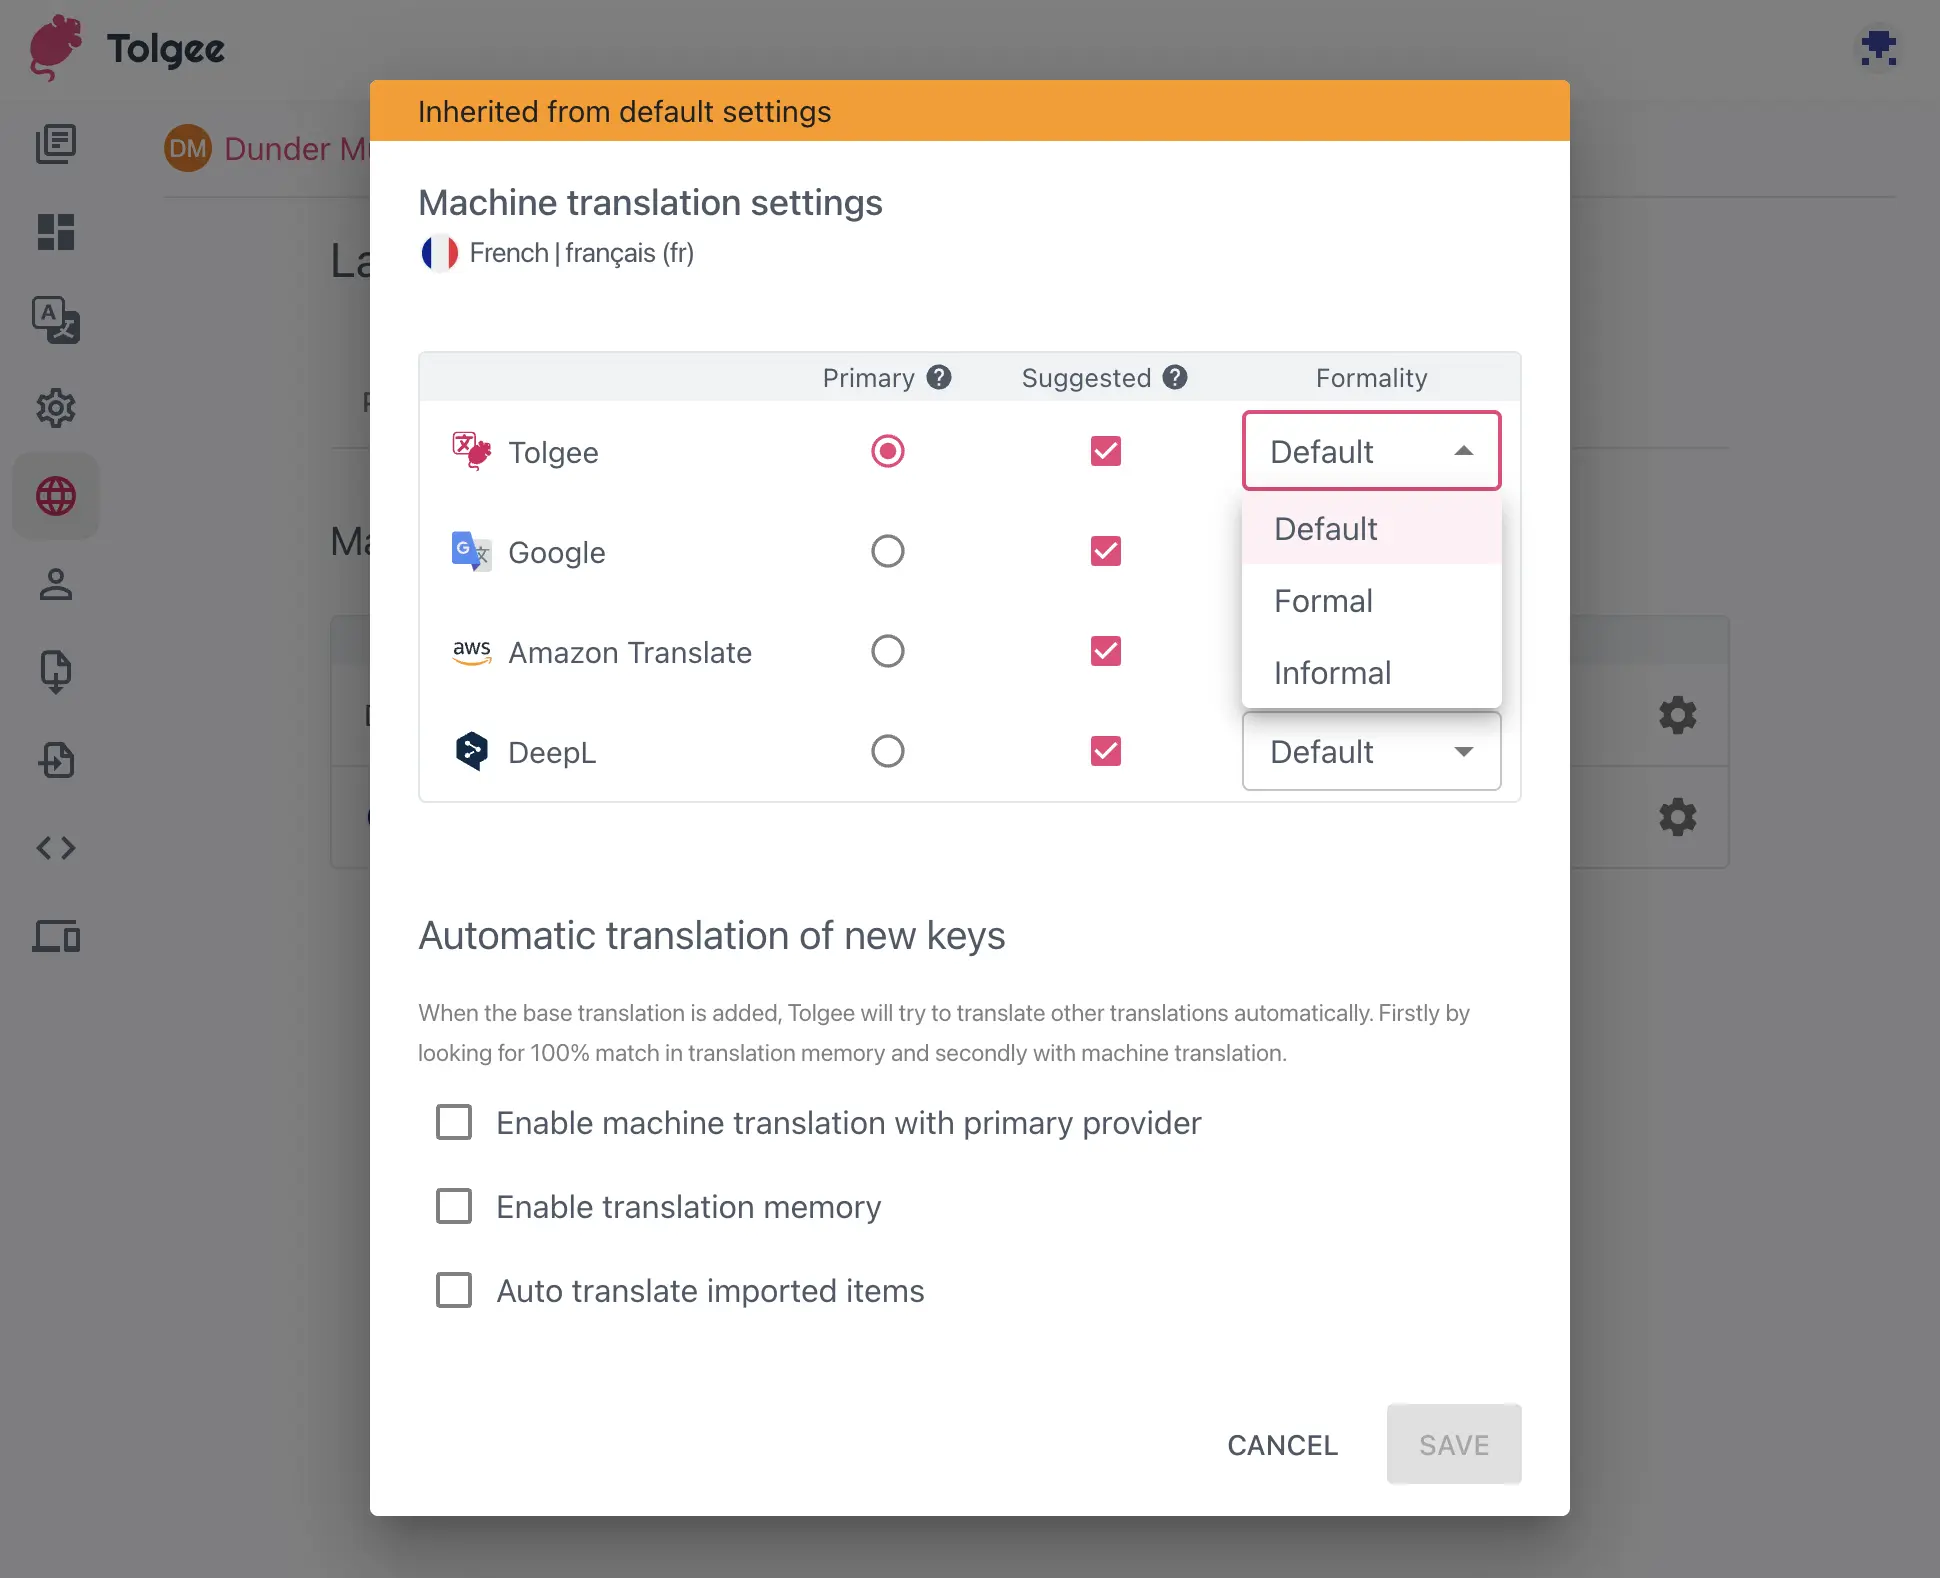 Tolgee
Inherited from default settings
DM Dunder
Machine translation settings
French | français (fr)
Primary Suggested Formality
Tolgee Default
Default
Google
Formal
aws Amazon Translate
Informal
DeepL Default
Automatic translation of new keys
When the base translation is added, Tolgee will try to translate other translations automatically. Firstly by
looking for 100% match in translation memory and secondly with machine translation.
Enable machine translation with primary provider
Enable translation memory
Auto translate imported items
CANCEL SAVE